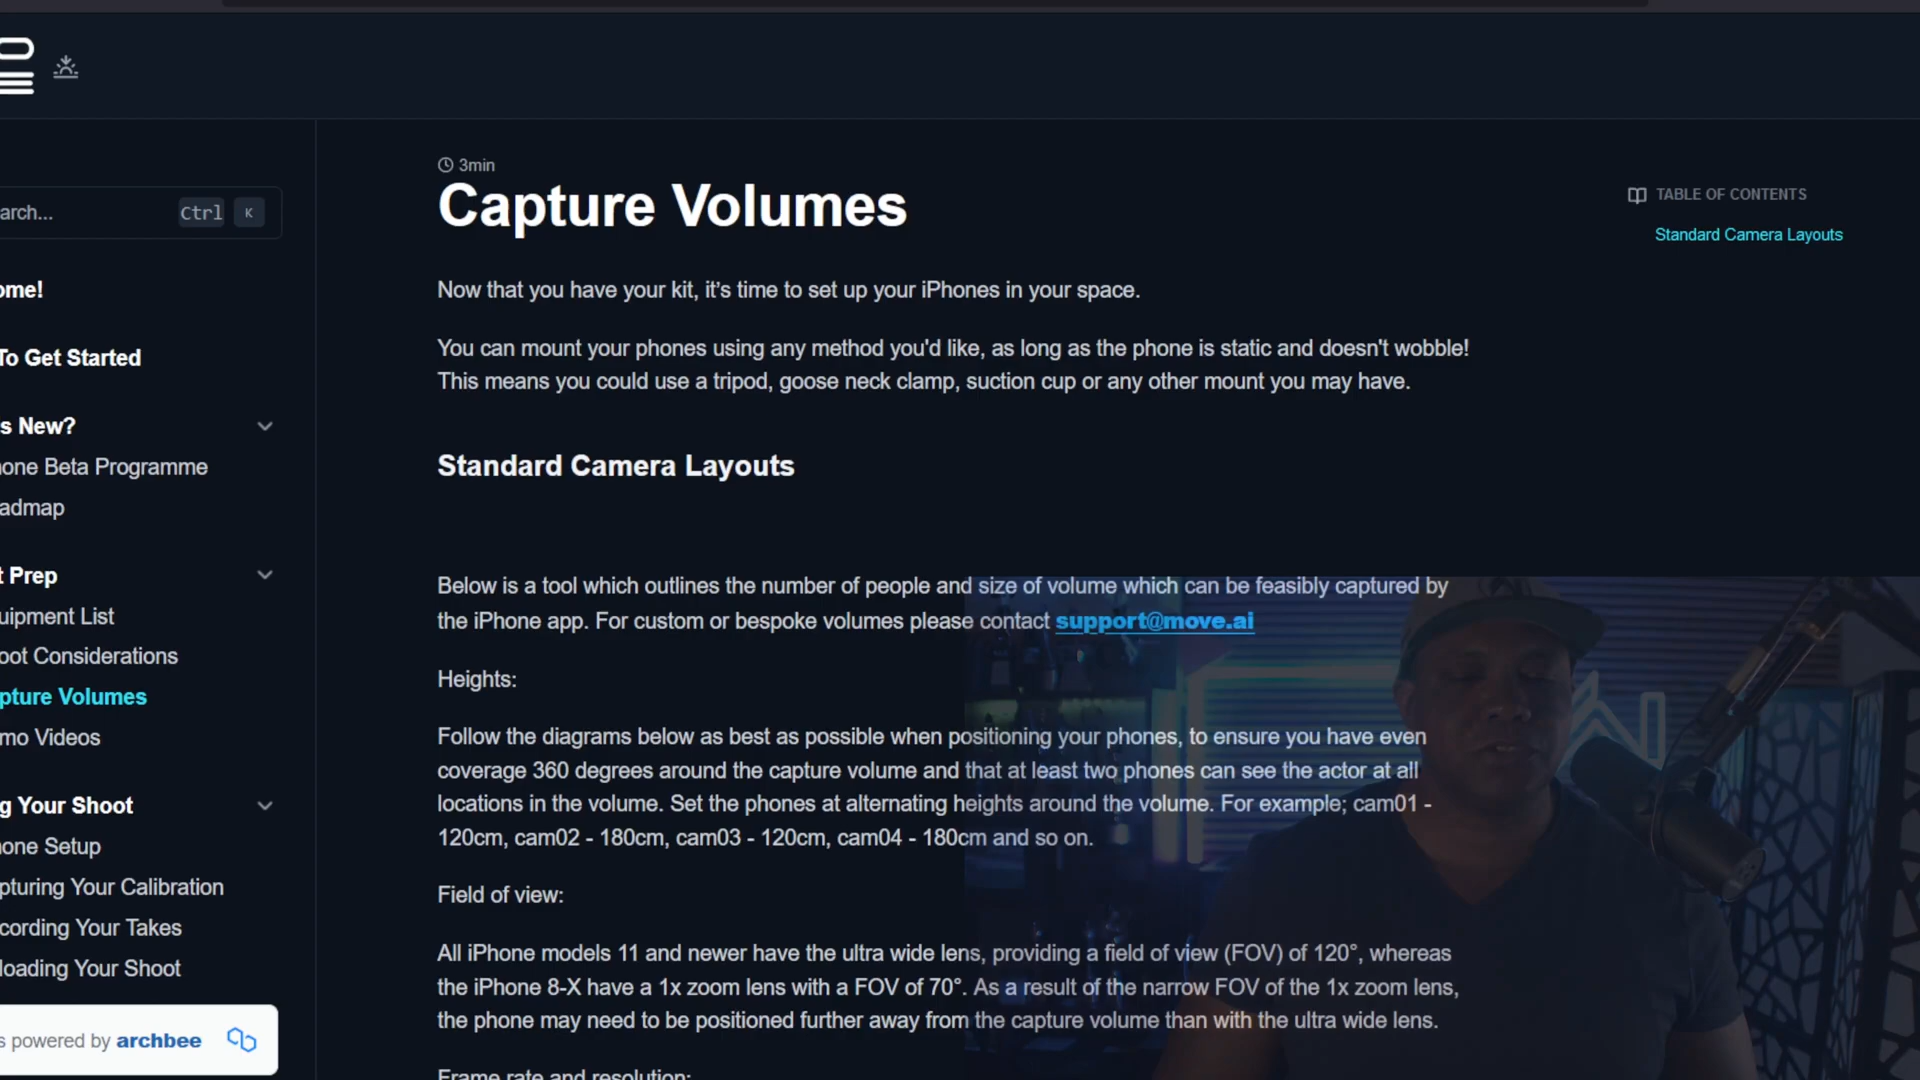 arch... Ctrl K
ome!
To Get Started
s New?
one Beta Programme
admap
t Prep
uipment List
oot Considerations
pture Volumes
mo Videos
g Your Shoot
one Setup
pturing Your Calibration
cording Your Takes
loading Your Shoot
s powered by archbee
3min
Capture Volumes
Now that you have your kit, it's time to set up your iPhones in your space.
You can mount your phones using any method you'd like, as long as the phone is static and doesn't wobble!
This means you could use a tripod, goose neck clamp, suction cup or any other mount you may have.
Standard Camera Layouts
Below is a tool which outlines the number of people and size of volume which can be feasibly captured by
the iPhone app. For custom or bespoke volumes please contact support@move.ai
Heights:
Follow the diagrams below as best as possible when positioning your phones, to ensure you have even
coverage 360 degrees around the capture volume and that at least two phones can see the actor at all
locations in the volume. Set the phones at alternating heights around the volume. For example; cam01 -
120cm, cam02 - 180cm, cam03 - 120cm, cam04 - 180cm and so on.
Field of view:
All iPhone models 11 and newer have the ultra wide lens, providing a field of view (FOV) of 120°, whereas
the iPhone 8-X have a 1x zoom lens with a FOV of 70°. As a result of the narrow FOV of the 1x zoom lens,
the phone may need to be positioned further away from the capture volume than with the ultra wide lens.
Frame rate and resolution:
TABLE OF CONTENTS
Standard Camera Layouts